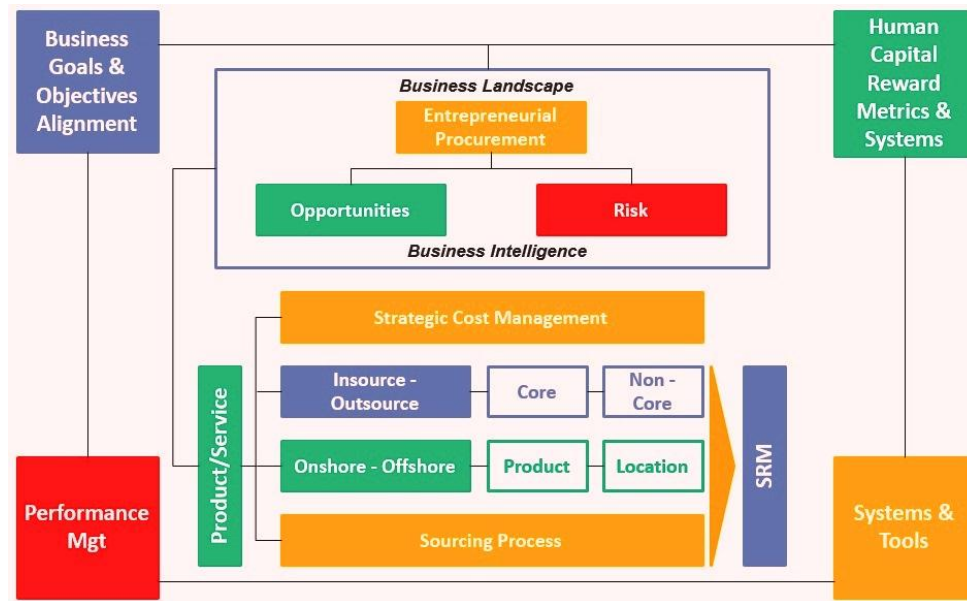 Business
Goals &
Objectives
Alignment
Human
Capital
Reward
Metrics &
Systems
Business Landscape
Entrepreneurial
Procurement
Opportunities
Risk
Business Intelligence
Strategic Cost Management
Product/Service
Insource -
Outsource
Core
Non -
Core
Onshore - Offshore
Product
Location
SRM
Sourcing Process
Performance
Mgt
Systems &
Tools